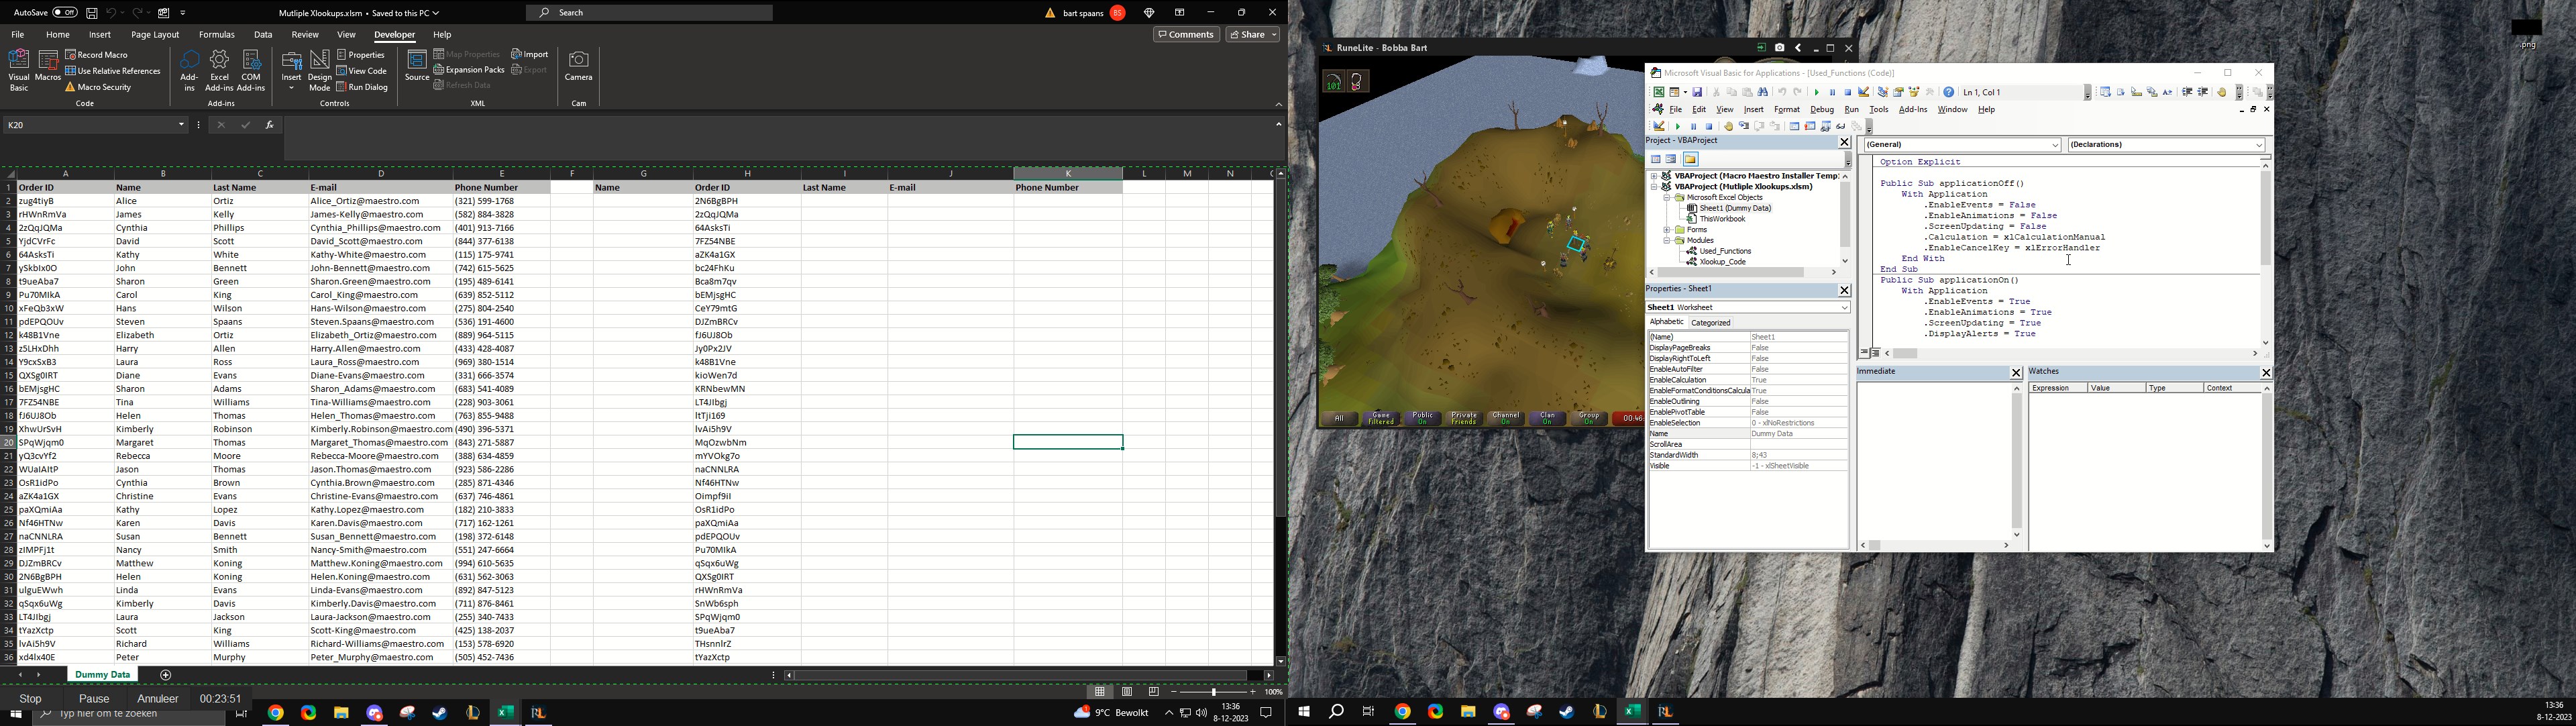 AutoSave Off Mutliple Xlookups.xlsm • Saved to this PC Search bart spaans BS
File Home Insert Page Layout Formulas Data Review View Developer Help Comments Share
Visual Basic Macros Record Macro Use Relative References Macro Security Add-ins Excel Add-ins COM Add-ins Insert Design Mode Properties View Code Run Dialog Source Map Properties Expansion Packs Refresh Data Import Export Camera
Code Add-ins Controls XML Cam
K20 fx
A B C D E F G H I J K L M N
1 Order ID Name Last Name E-mail Phone Number Name Order ID Last Name E-mail Phone Number
2 zug4tiyB Alice Ortiz Alice_Ortiz@maestro.com (321) 599-1768 2N6BgBPH
3 rHWnRmVa James Kelly James-Kelly@maestro.com (582) 884-3828 2zQqJQMa
4 2zQqJQMa Cynthia Phillips Cynthia_Phillips@maestro.com (401) 913-7166 64AsksTi
5 YjdCVrFc David Scott David_Scott@maestro.com (844) 377-6138 7FZ54NBE
6 64AsksTi Kathy White Kathy-White@maestro.com (115) 175-9741 aZK4a1GX
7 ySkbIx0O John Bennett John-Bennett@maestro.com (742) 615-5625 bc24FhKu
8 t9ueAba7 Sharon Green Sharon.Green@maestro.com (195) 489-6141 Bca8m7qv
9 Pu70MIkA Carol King Carol_King@maestro.com (639) 852-5112 bEMjsgHC
10 xFeQb3xW Hans Wilson Hans-Wilson@maestro.com (275) 804-2540 CeY79mtG
11 pdEPQOUv Steven Spaans Steven.Spaans@maestro.com (536) 191-4600 DJZmBRCv
12 k48B1Vne Elizabeth Ortiz Elizabeth_Ortiz@maestro.com (889) 964-5115 fJ6UJ8Ob
13 z5LHxDhh Harry Allen Harry.Allen@maestro.com (433) 428-4087 Jy0Px2JV
14 Y9cxSxB3 Laura Ross Laura_Ross@maestro.com (969) 380-1514 k48B1Vne
15 QXSg0IRT Diane Evans Diane-Evans@maestro.com (331) 666-3574 kioWen7d
16 bEMjsgHC Sharon Adams Sharon_Adams@maestro.com (683) 541-4089 KRNbewMN
17 7FZ54NBE Tina Williams Tina-Williams@maestro.com (228) 903-3061 LT4JIbgj
18 fJ6UJ8Ob Helen Thomas Helen_Thomas@maestro.com (763) 855-9488 ltTji169
19 XhwUrSvH Kimberly Robinson Kimberly.Robinson@maestro.com (490) 396-5371 lvAi5h9V
20 SPqWjqm0 Margaret Thomas Margaret_Thomas@maestro.com (843) 271-5887 MqOzwbNm
21 yQ3cvYf2 Rebecca Moore Rebecca-Moore@maestro.com (388) 634-4859 mYVOkg7o
22 WUaIAItP Jason Thomas Jason.Thomas@maestro.com (923) 586-2286 naCNNLRA
23 OsR1idPo Cynthia Brown Cynthia.Brown@maestro.com (285) 871-4346 Nf46HTNw
24 aZK4a1GX Christine Evans Christine-Evans@maestro.com (637) 746-4861 Oimpf9iI
25 paXQmiAa Kathy Lopez Kathy.Lopez@maestro.com (182) 210-3833 OsR1idPo
26 Nf46HTNw Karen Davis Karen.Davis@maestro.com (717) 162-1261 paXQmiAa
27 naCNNLRA Susan Bennett Susan_Bennett@maestro.com (198) 372-6148 pdEPQOUv
28 zIMPFj1t Nancy Smith Nancy-Smith@maestro.com (551) 247-6664 Pu70MIkA
29 DJZmBRCv Matthew Koning Matthew.Koning@maestro.com (994) 610-5635 qSqx6uWg
30 2N6BgBPH Helen Koning Helen.Koning@maestro.com (631) 562-3063 QXSg0IRT
31 ulguEWwh Linda Evans Linda-Evans@maestro.com (892) 847-5123 rHWnRmVa
32 qSqx6uWg Kimberly Davis Kimberly.Davis@maestro.com (711) 876-8461 SnWb6sph
33 LT4JIbgj Laura Jackson Laura-Jackson@maestro.com (255) 340-7433 SPqWjqm0
34 tYazXctp Scott King Scott-King@maestro.com (425) 138-2037 t9ueAba7
35 lvAi5h9V Richard Williams Richard-Williams@maestro.com (153) 578-6920 THsnnlrZ
36 xd4lx40E Peter Murphy Peter_Murphy@maestro.com (505) 452-7436 tYazXctp
Dummy Data
100%
Stop Pause Annuleer 00:23:51
Typ hier om te zoeken 9°C Bewolkt 13:36 8-12-2023
RuneLite - Bobba Bart
101
All Game Filtered Public On Private Friends Channel On Clan On Group On 00:46
Microsoft Visual Basic for Applications - [Used_Functions (Code)]
Ln 1, Col 1
File Edit View Insert Format Debug Run Tools Add-Ins Window Help
Project - VBAProject
VBAProject (Macro Maestro Installer Temp:
VBAProject (Mutliple Xlookups.xlsm)
Microsoft Excel Objects
Sheet1 (Dummy Data)
ThisWorkbook
Forms
Modules
Used_Functions
Xlookup_Code
Properties - Sheet1
Sheet1 Worksheet
Alphabetic Categorized
(Name) Sheet1
DisplayPageBreaks False
DisplayRightToLeft False
EnableAutoFilter False
EnableCalculation True
EnableFormatConditionsCalcula True
EnableOutlining False
EnablePivotTable False
EnableSelection 0 - xlNoRestrictions
Name Dummy Data
ScrollArea
StandardWidth 8;43
Visible -1 - xlSheetVisible
(General) (Declarations)
Option Explicit
Public Sub applicationOff()
With Application
.EnableEvents = False
.EnableAnimations = False
.ScreenUpdating = False
.Calculation = xlCalculationManual
.EnableCancelKey = xlErrorHandler
End With
End Sub
Public Sub applicationOn()
With Application
.EnableEvents = True
.EnableAnimations = True
.ScreenUpdating = True
.DisplayAlerts = True
Immediate
Watches
Expression Value Type Context
.png
13:36
8-12-2023